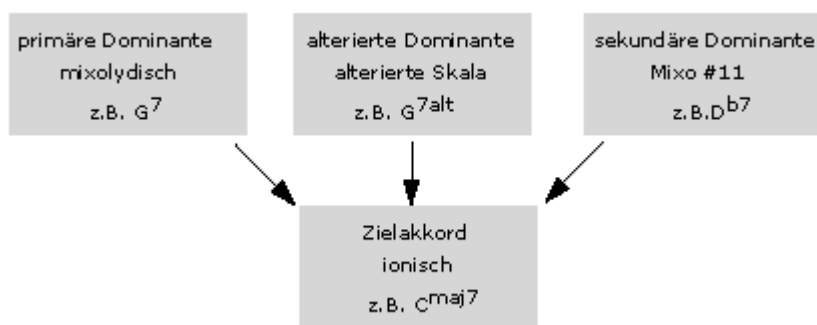 primäre Dominante
mixolydisch
z.B. G7
alterierte Dominante
alterierte Skala
z.B. G7alt
sekundäre Dominante
Mixo #11
z.B.Db7
Zielakkord
ionisch
z.B. Cmaj7